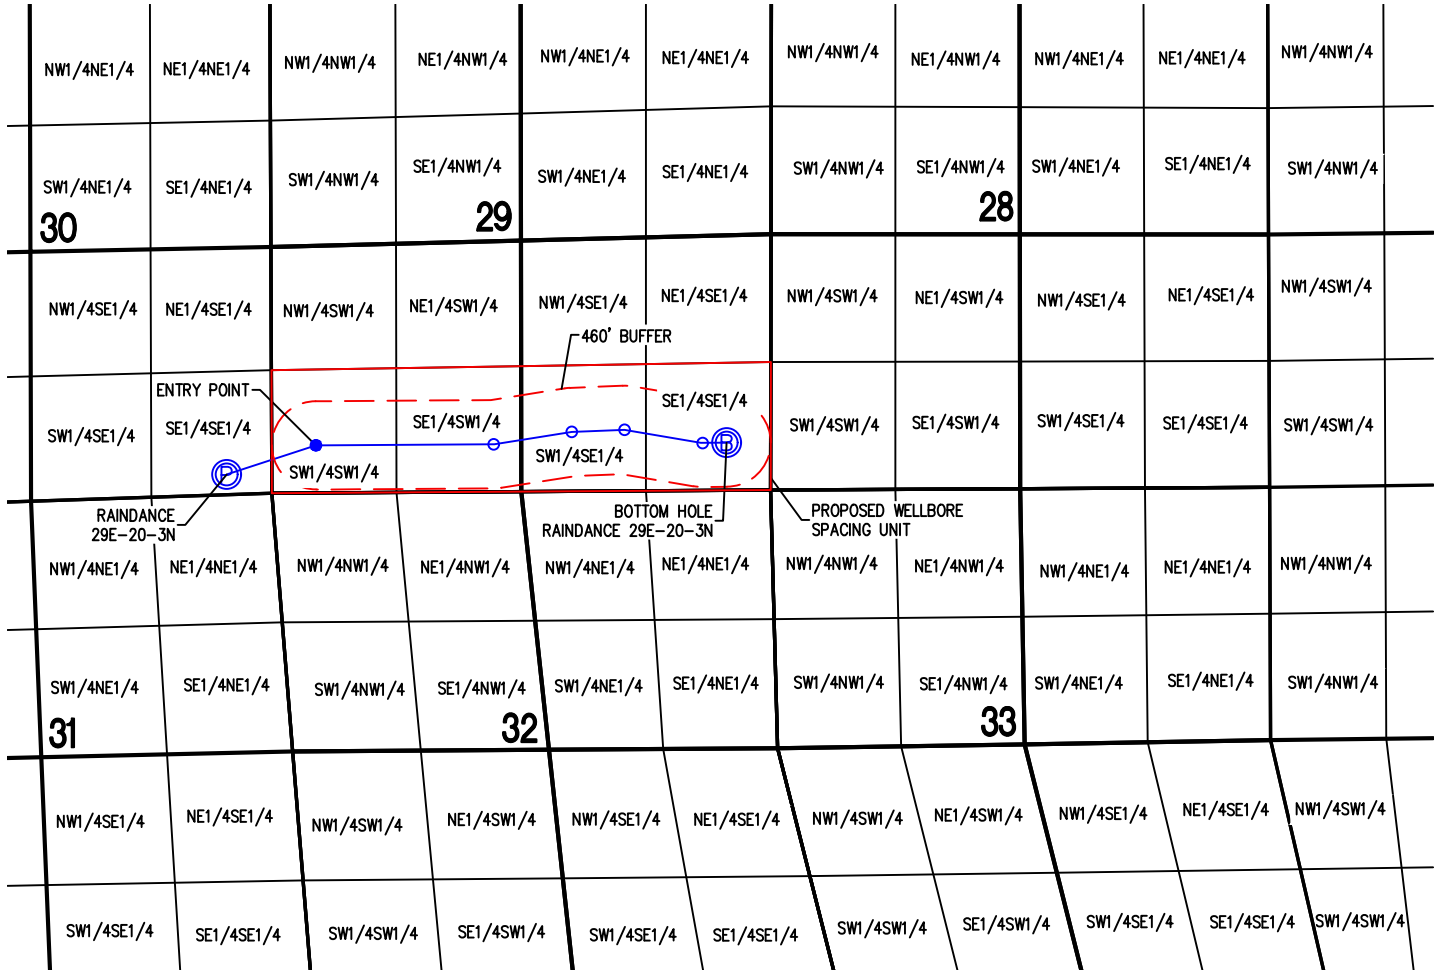 NW1/4NE1/4 NE1/4NE1/4 NW1/4NW1/4 NE1/4NW1/4 NW1/4NE1/4 NE1/4NE1/4 NW1/4NW1/4 NE1/4NW1/4 NW1/4NE1/4 NE1/4NE1/4 NW1/4NW1/4
SW1/4NE1/4 SE1/4NE1/4 SW1/4NW1/4 SE1/4NW1/4 SW1/4NE1/4 SE1/4NE1/4 SW1/4NW1/4 SE1/4NW1/4 SW1/4NE1/4 SE1/4NE1/4 SW1/4NW1/4
30 29 28
NW1/4SE1/4 NE1/4SE1/4 NW1/4SW1/4 NE1/4SW1/4 NW1/4SE1/4 NE1/4SE1/4 NW1/4SW1/4 NE1/4SW1/4 NW1/4SE1/4 NE1/4SE1/4 NW1/4SW1/4
460' BUFFER
ENTRY POINT
SW1/4SE1/4 SE1/4SE1/4 SW1/4SW1/4 SE1/4SW1/4 SW1/4SE1/4 SE1/4SE1/4 SW1/4SW1/4 SE1/4SW1/4 SW1/4SE1/4 SE1/4SE1/4 SW1/4SW1/4
P B
RAINDANCE
29E-20-3N
BOTTOM HOLE
RAINDANCE 29E-20-3N
PROPOSED WELLBORE
SPACING UNIT
NW1/4NE1/4 NE1/4NE1/4 NW1/4NW1/4 NE1/4NW1/4 NW1/4NE1/4 NE1/4NE1/4 NW1/4NW1/4 NE1/4NW1/4 NW1/4NE1/4 NE1/4NE1/4 NW1/4NW1/4
SW1/4NE1/4 SE1/4NE1/4 SW1/4NW1/4 SE1/4NW1/4 SW1/4NE1/4 SE1/4NE1/4 SW1/4NW1/4 SE1/4NW1/4 SW1/4NE1/4 SE1/4NE1/4 SW1/4NW1/4
31 32 33
NW1/4SE1/4 NE1/4SE1/4 NW1/4SW1/4 NE1/4SW1/4 NW1/4SE1/4 NE1/4SE1/4 NW1/4SW1/4 NE1/4SW1/4 NW1/4SE1/4 NE1/4SE1/4 NW1/4SW1/4
SW1/4SE1/4 SE1/4SE1/4 SW1/4SW1/4 SE1/4SW1/4 SW1/4SE1/4 SE1/4SE1/4 SW1/4SW1/4 SE1/4SW1/4 SW1/4SE1/4 SE1/4SE1/4 SW1/4SW1/4